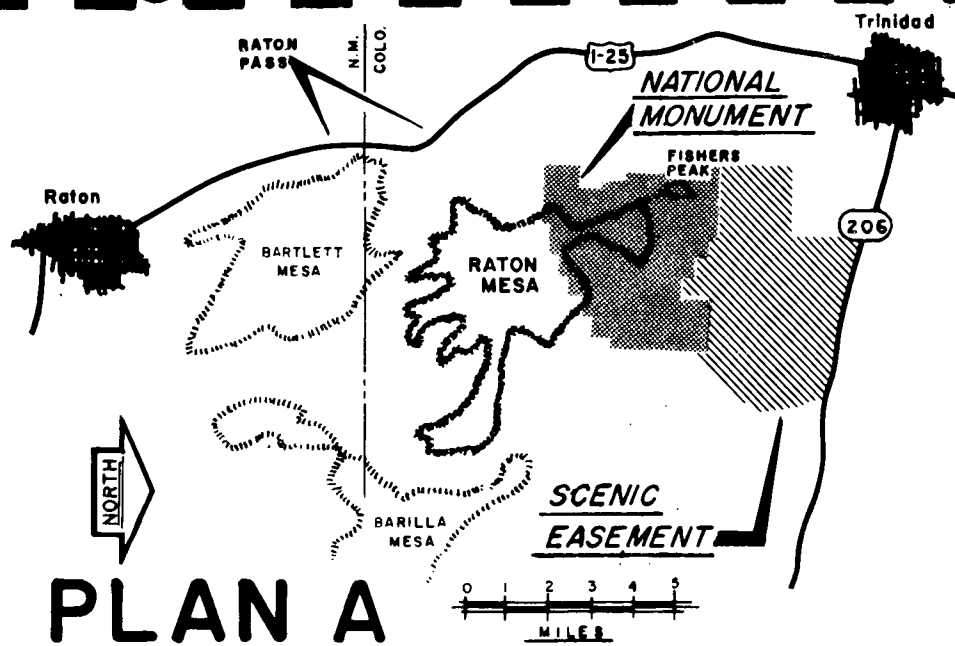 Trinidad
RATON
PASS
N.M.
COLO.
I-25
NATIONAL
MONUMENT
FISHERS
PEAK
Raton
206
BARTLETT
MESA
RATON
MESA
NORTH
SCENIC
EASEMENT
BARILLA
MESA
PLAN A
0 1 2 3 4 5
MILES